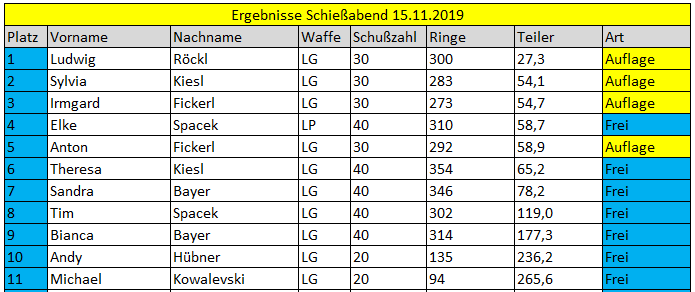 Ergebnisse Schießabend 15.11.2019
Platz Vorname Nachname Waffe Schußzahl Ringe Teiler Art
1 Ludwig Röckl LG 30 300 27,3 Auflage
2 Sylvia Kiesl LG 30 283 54,1 Auflage
3 Irmgard Fickerl LG 30 273 54,7 Auflage
4 Elke Spacek LP 40 310 58,7 Frei
5 Anton Fickerl LG 30 292 58,9 Auflage
6 Theresa Kiesl LG 40 354 65,2 Frei
7 Sandra Bayer LG 40 346 78,2 Frei
8 Tim Spacek LG 40 302 119,0 Frei
9 Bianca Bayer LG 40 314 177,3 Frei
10 Andy Hübner LG 20 135 236,2 Frei
11 Michael Kowalevski LG 20 94 265,6 Frei